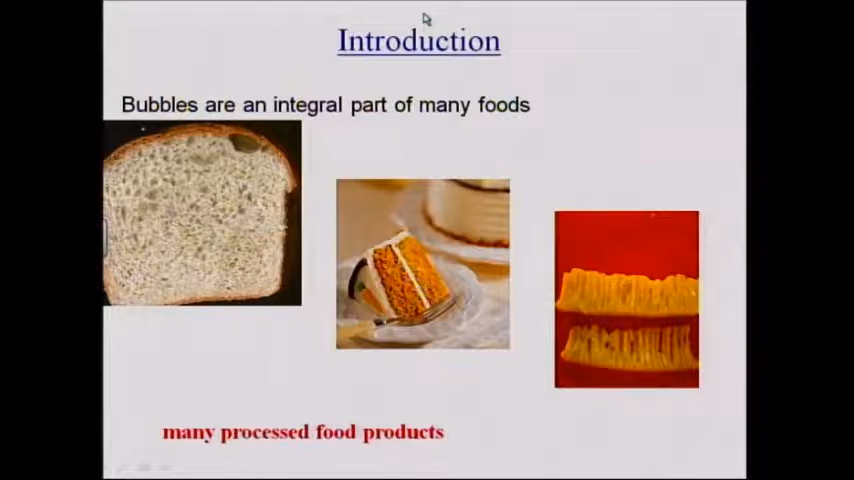 Introduction
Bubbles are an integral part of many foods
many processed food products